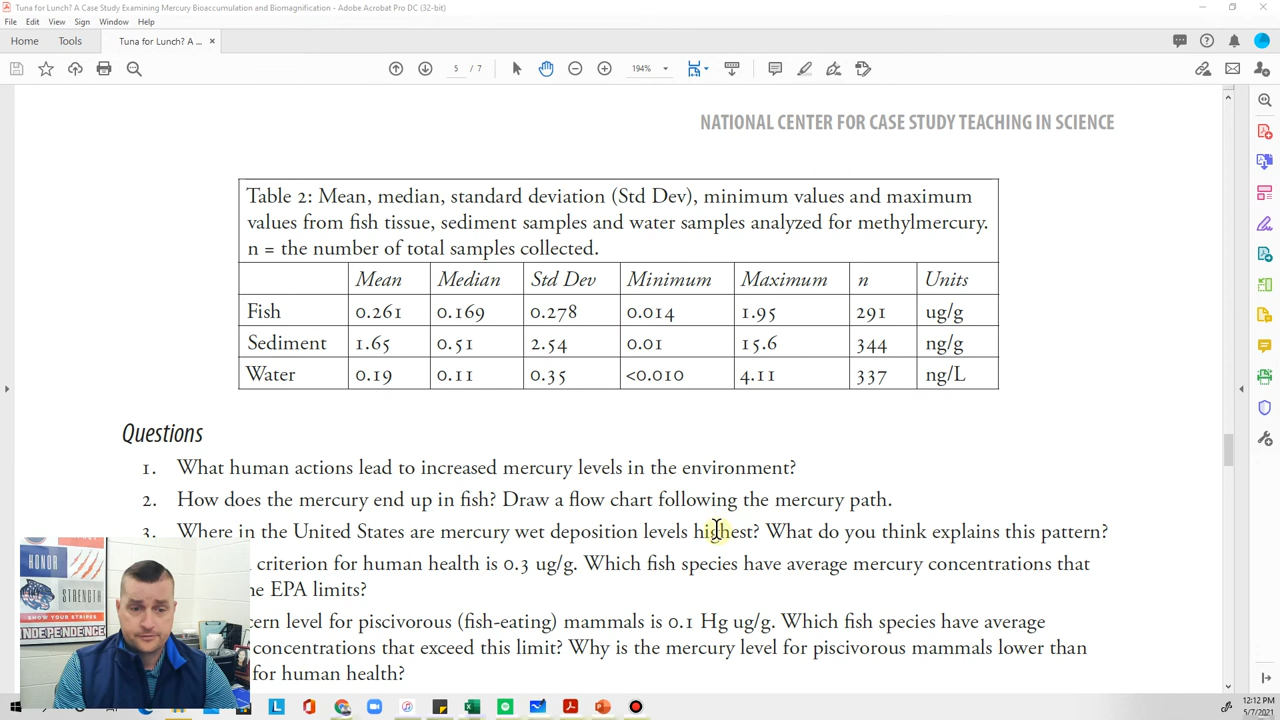 Tuna for Lunch? A Case Study Examining Mercury Bioaccumulation and Biomagnification - Adobe Acrobat Pro DC (32-bit)
File Edit View Sign Window Help
Home Tools Tuna for Lunch? A ... ×
5 / 7 194%
NATIONAL CENTER FOR CASE STUDY TEACHING IN SCIENCE
Table 2: Mean, median, standard deviation (Std Dev), minimum values and maximum
values from fish tissue, sediment samples and water samples analyzed for methylmercury.
n = the number of total samples collected.
Mean Median Std Dev Minimum Maximum n Units
Fish 0.261 0.169 0.278 0.014 1.95 291 ug/g
Sediment 1.65 0.51 2.54 0.01 15.6 344 ng/g
Water 0.19 0.11 0.35 <0.010 4.11 337 ng/L
Questions
1. What human actions lead to increased mercury levels in the environment?
2. How does the mercury end up in fish? Draw a flow chart following the mercury path.
3. Where in the United States are mercury wet deposition levels highest? What do you think explains this pattern?
criterion for human health is 0.3 ug/g. Which fish species have average mercury concentrations that
EPA limits?
level for piscivorous (fish-eating) mammals is 0.1 Hg ug/g. Which fish species have average
concentrations that exceed this limit? Why is the mercury level for piscivorous mammals lower than
for human health?
STRENGTH
SHOW YOUR STRIPES
INDEPENDENCE
12:12 PM
5/7/2021